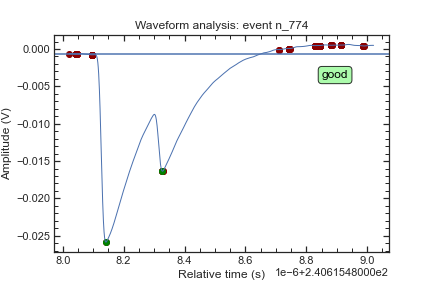 Waveform analysis: event n_774
0.000
−0.005
−0.010
−0.015
−0.020
−0.025
Amplitude (V)
good
8.0
8.2
8.4
8.6
8.8
9.0
Relative time (s)
1e−6+2.4061548000e2